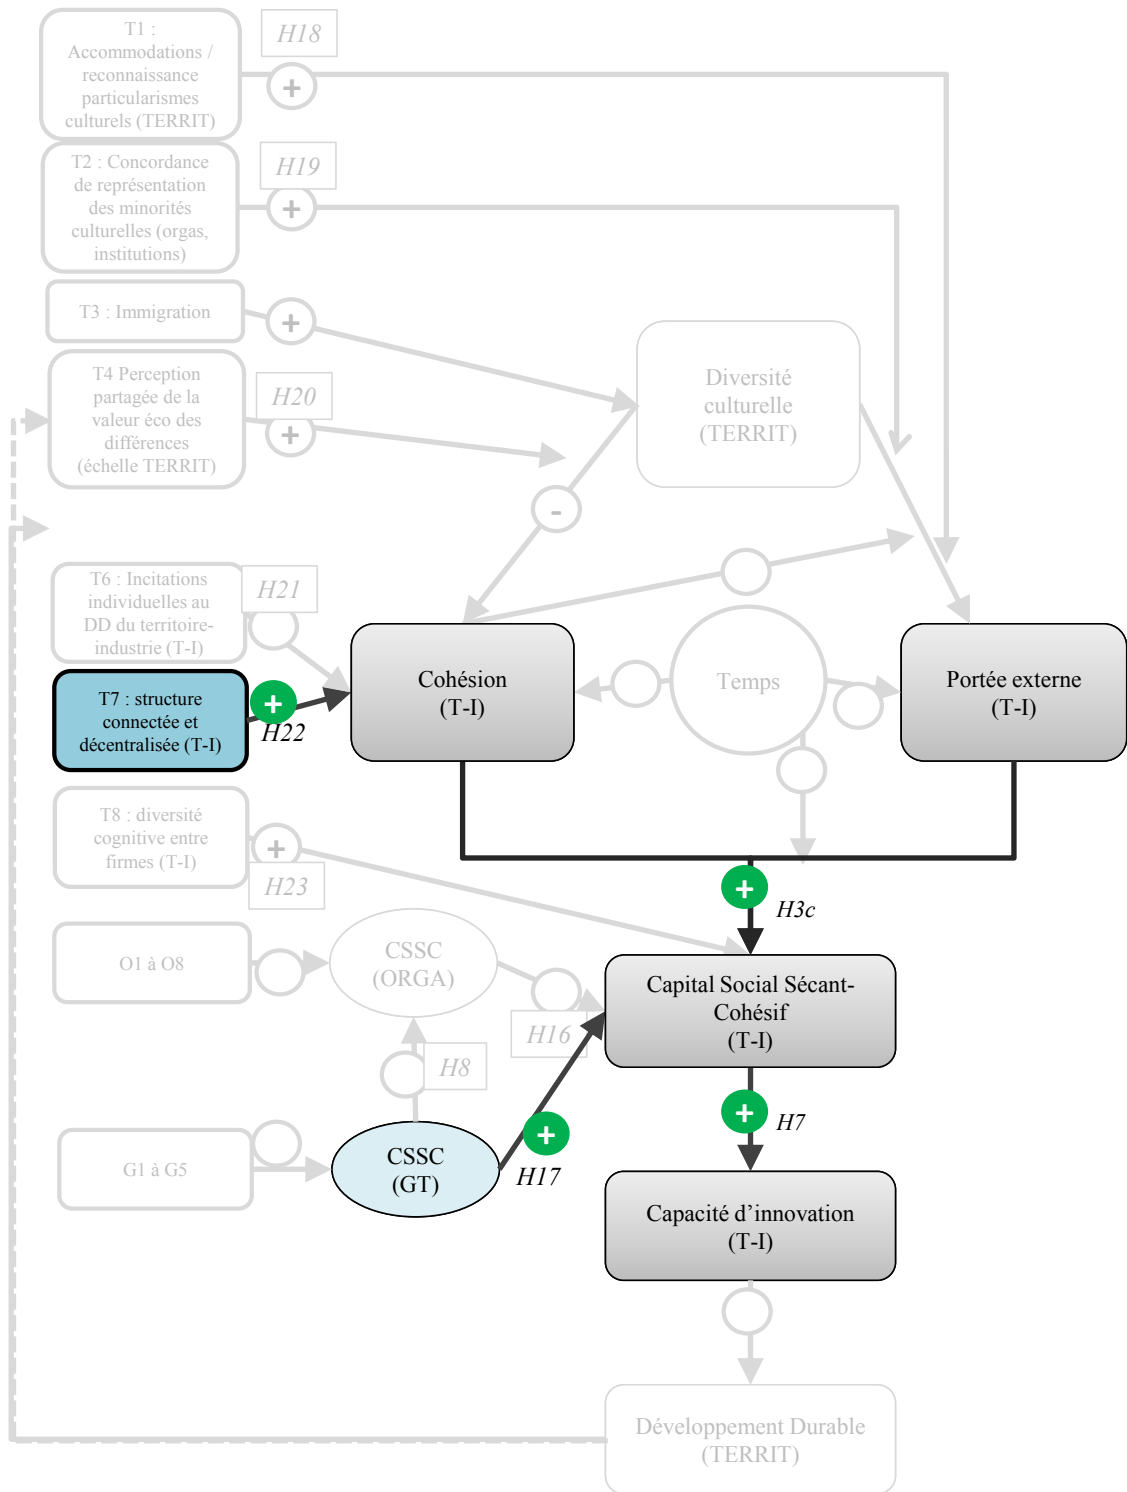 T1 :
Accommodations /
reconnaissance
particularismes
culturels (TERRIT)
H18
+
T2 : Concordance
de représentation
des minorités
culturelles (orgas,
institutions)
H19
+
T3 : Immigration
+
T4 Perception
partagée de la
valeur éco des
différences
(échelle TERRIT)
H20
+
Diversité
culturelle
(TERRIT)
-
T6 : Incitations
individuelles au
DD du territoire-
industrie (T-I)
H21
T7 : structure
connectée et
décentralisée (T-I)
+
H22
Cohésion
(T-I)
Temps
Portée externe
(T-I)
T8 : diversité
cognitive entre
firmes (T-I)
+
H23
+
H3c
O1 à O8
CSSC
(ORGA)
H16
Capital Social Sécant-
Cohésif
(T-I)
H8
+
H7
G1 à G5
CSSC
(GT)
+
H17
Capacité d’innovation
(T-I)
Développement Durable
(TERRIT)